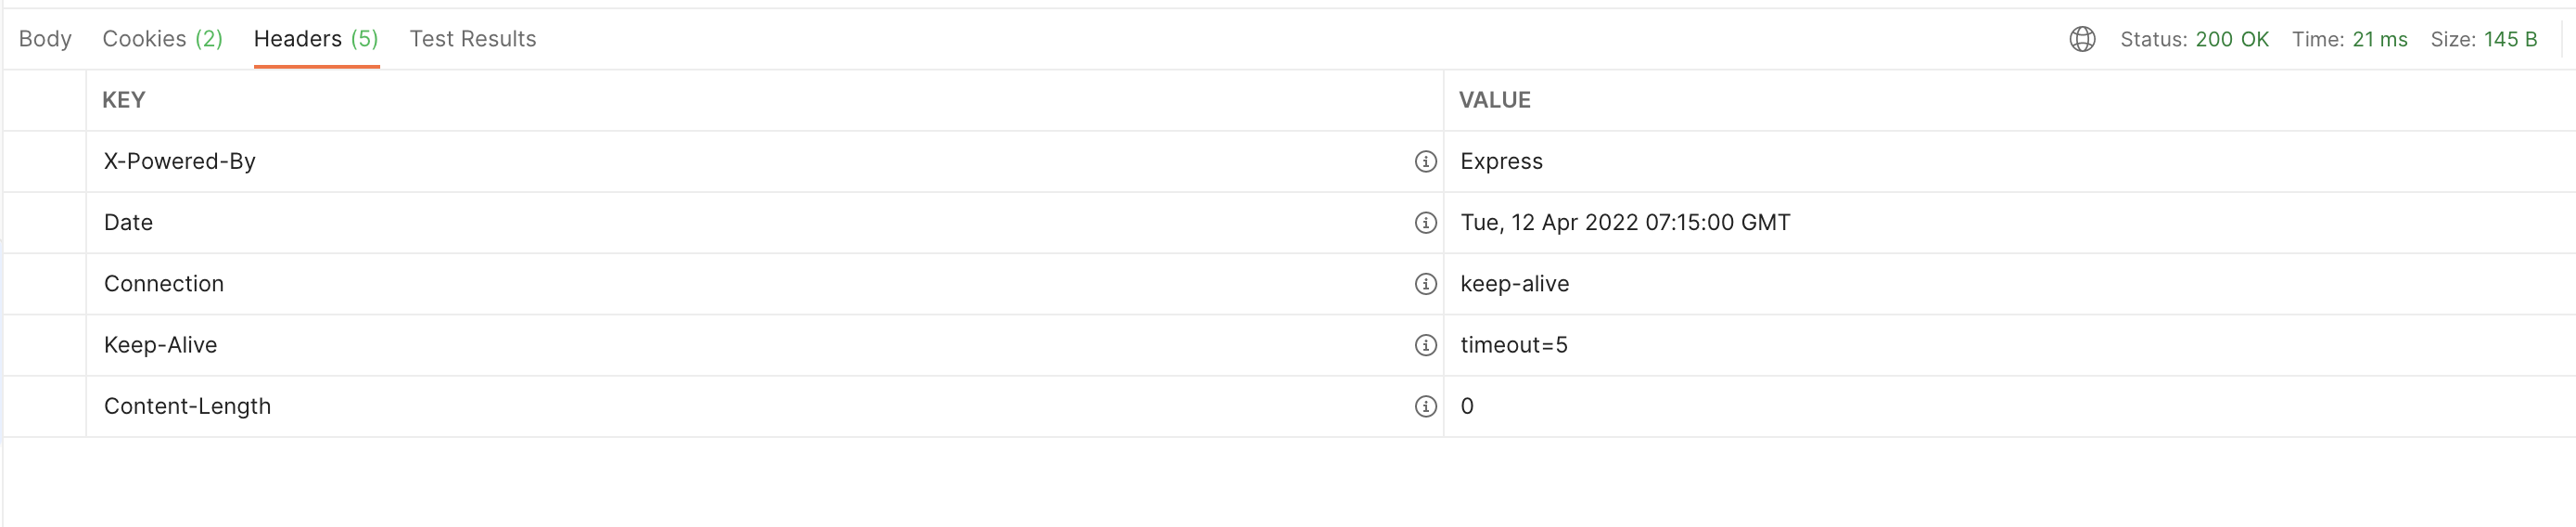 Body Cookies (2) Headers (5) Test Results Status: 200 OK Time: 21 ms Size: 145 B
KEY VALUE
X-Powered-By Express
Date Tue, 12 Apr 2022 07:15:00 GMT
Connection keep-alive
Keep-Alive timeout=5
Content-Length 0